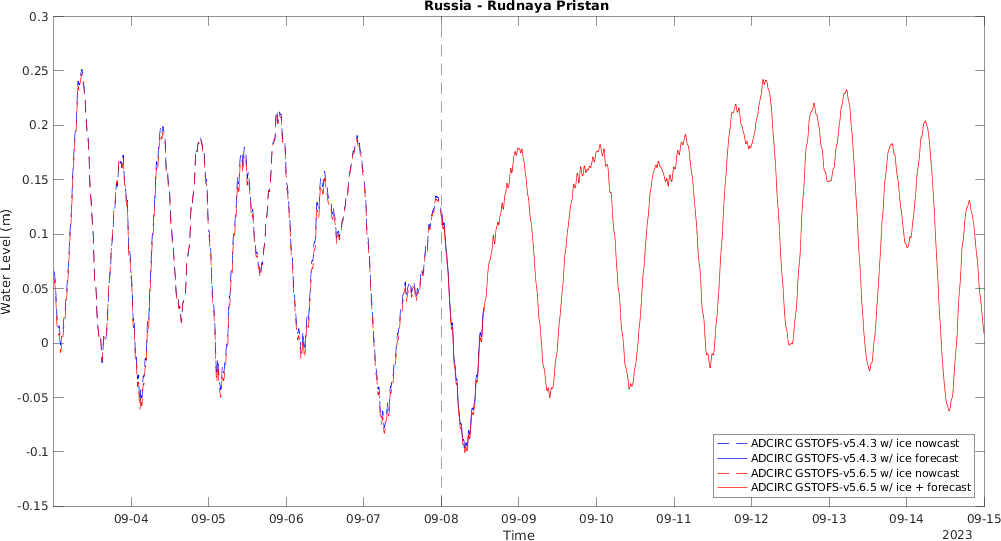 Russia - Rudnaya Pristan
0.3
0.25
0.2
0.15
0.1
0.05
0
-0.05
-0.1
-0.15
Water Level (m)
ADCIRC GSTOFS-v5.4.3 w/ ice nowcast
ADCIRC GSTOFS-v5.4.3 w/ ice forecast
ADCIRC GSTOFS-v5.6.5 w/ ice nowcast
ADCIRC GSTOFS-v5.6.5 w/ ice + forecast
09-04 09-05 09-06 09-07 09-08 09-09 09-10 09-11 09-12 09-13 09-14 09-15
Time
2023